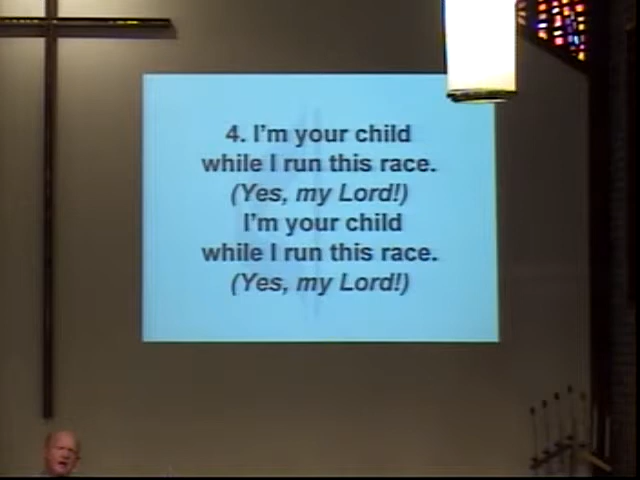 4. I'm your child
while I run this race.
(Yes, my Lord!)
I'm your child
while I run this race.
(Yes, my Lord!)